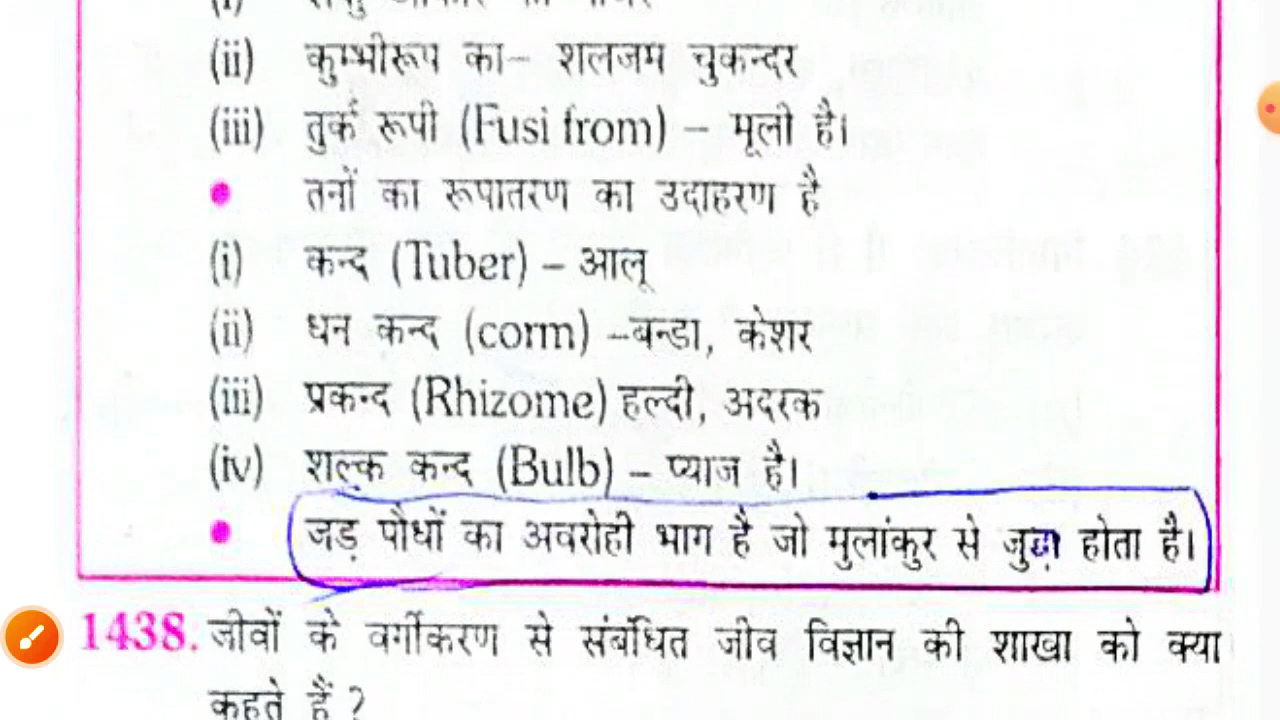 (ii) कुम्भीरूप का– शलजम चुकन्दर
(iii) तुर्क रूपी (Fusi from) – मूली है।
• तनों का रूपातरण का उदाहरण है
(i) कन्द (Tuber) – आलू
(ii) धन कन्द (corm) –बन्डा, केशर
(iii) प्रकन्द (Rhizome) हल्दी, अदरक
(iv) शल्क कन्द (Bulb) – प्याज है।
• जड़ पौधों का अवरोही भाग है जो मुलांकुर से जुड़ा होता है।
1438. जीवों के वर्गीकरण से संबंधित जीव विज्ञान की शाखा को क्या
कहते हैं ?